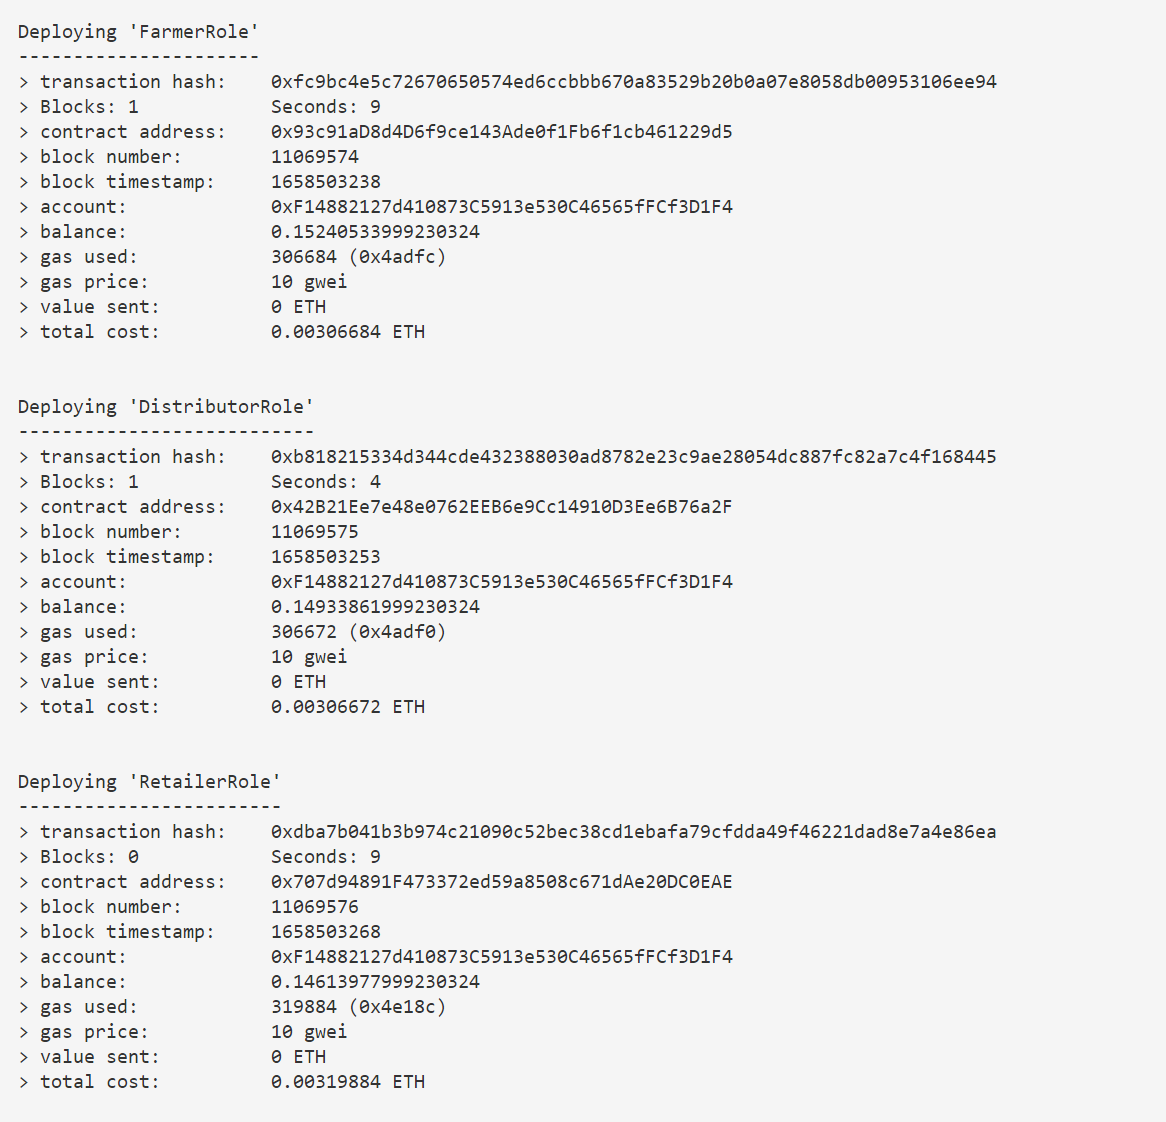 Deploying 'FarmerRole'
----------------------
> transaction hash:    0xfc9bc4e5c72670650574ed6ccbbb670a83529b20b0a07e8058db00953106ee94
> Blocks: 1            Seconds: 9
> contract address:    0x93c91aD8d4D6f9ce143Ade0f1Fb6f1cb461229d5
> block number:        11069574
> block timestamp:     1658503238
> account:             0xF14882127d410873C5913e530C46565fFCf3D1F4
> balance:             0.15240533999230324
> gas used:            306684 (0x4adfc)
> gas price:           10 gwei
> value sent:          0 ETH
> total cost:          0.00306684 ETH
Deploying 'DistributorRole'
---------------------------
> transaction hash:    0xb818215334d344cde432388030ad8782e23c9ae28054dc887fc82a7c4f168445
> Blocks: 1            Seconds: 4
> contract address:    0x42B21Ee7e48e0762EEB6e9Cc14910D3Ee6B76a2F
> block number:        11069575
> block timestamp:     1658503253
> account:             0xF14882127d410873C5913e530C46565fFCf3D1F4
> balance:             0.14933861999230324
> gas used:            306672 (0x4adf0)
> gas price:           10 gwei
> value sent:          0 ETH
> total cost:          0.00306672 ETH
Deploying 'RetailerRole'
------------------------
> transaction hash:    0xdba7b041b3b974c21090c52bec38cd1ebafa79cfdda49f46221dad8e7a4e86ea
> Blocks: 0            Seconds: 9
> contract address:    0x707d94891F473372ed59a8508c671dAe20DC0EAE
> block number:        11069576
> block timestamp:     1658503268
> account:             0xF14882127d410873C5913e530C46565fFCf3D1F4
> balance:             0.14613977999230324
> gas used:            319884 (0x4e18c)
> gas price:           10 gwei
> value sent:          0 ETH
> total cost:          0.00319884 ETH